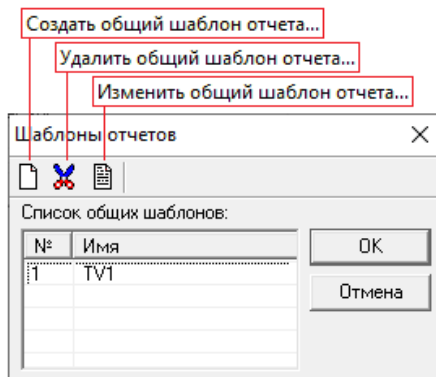 Создать общий шаблон отчета...
Удалить общий шаблон отчета...
Изменить общий шаблон отчета...
Шаблоны отчетов
Список общих шаблонов:
№ Имя
1 TV1
OK
Отмена